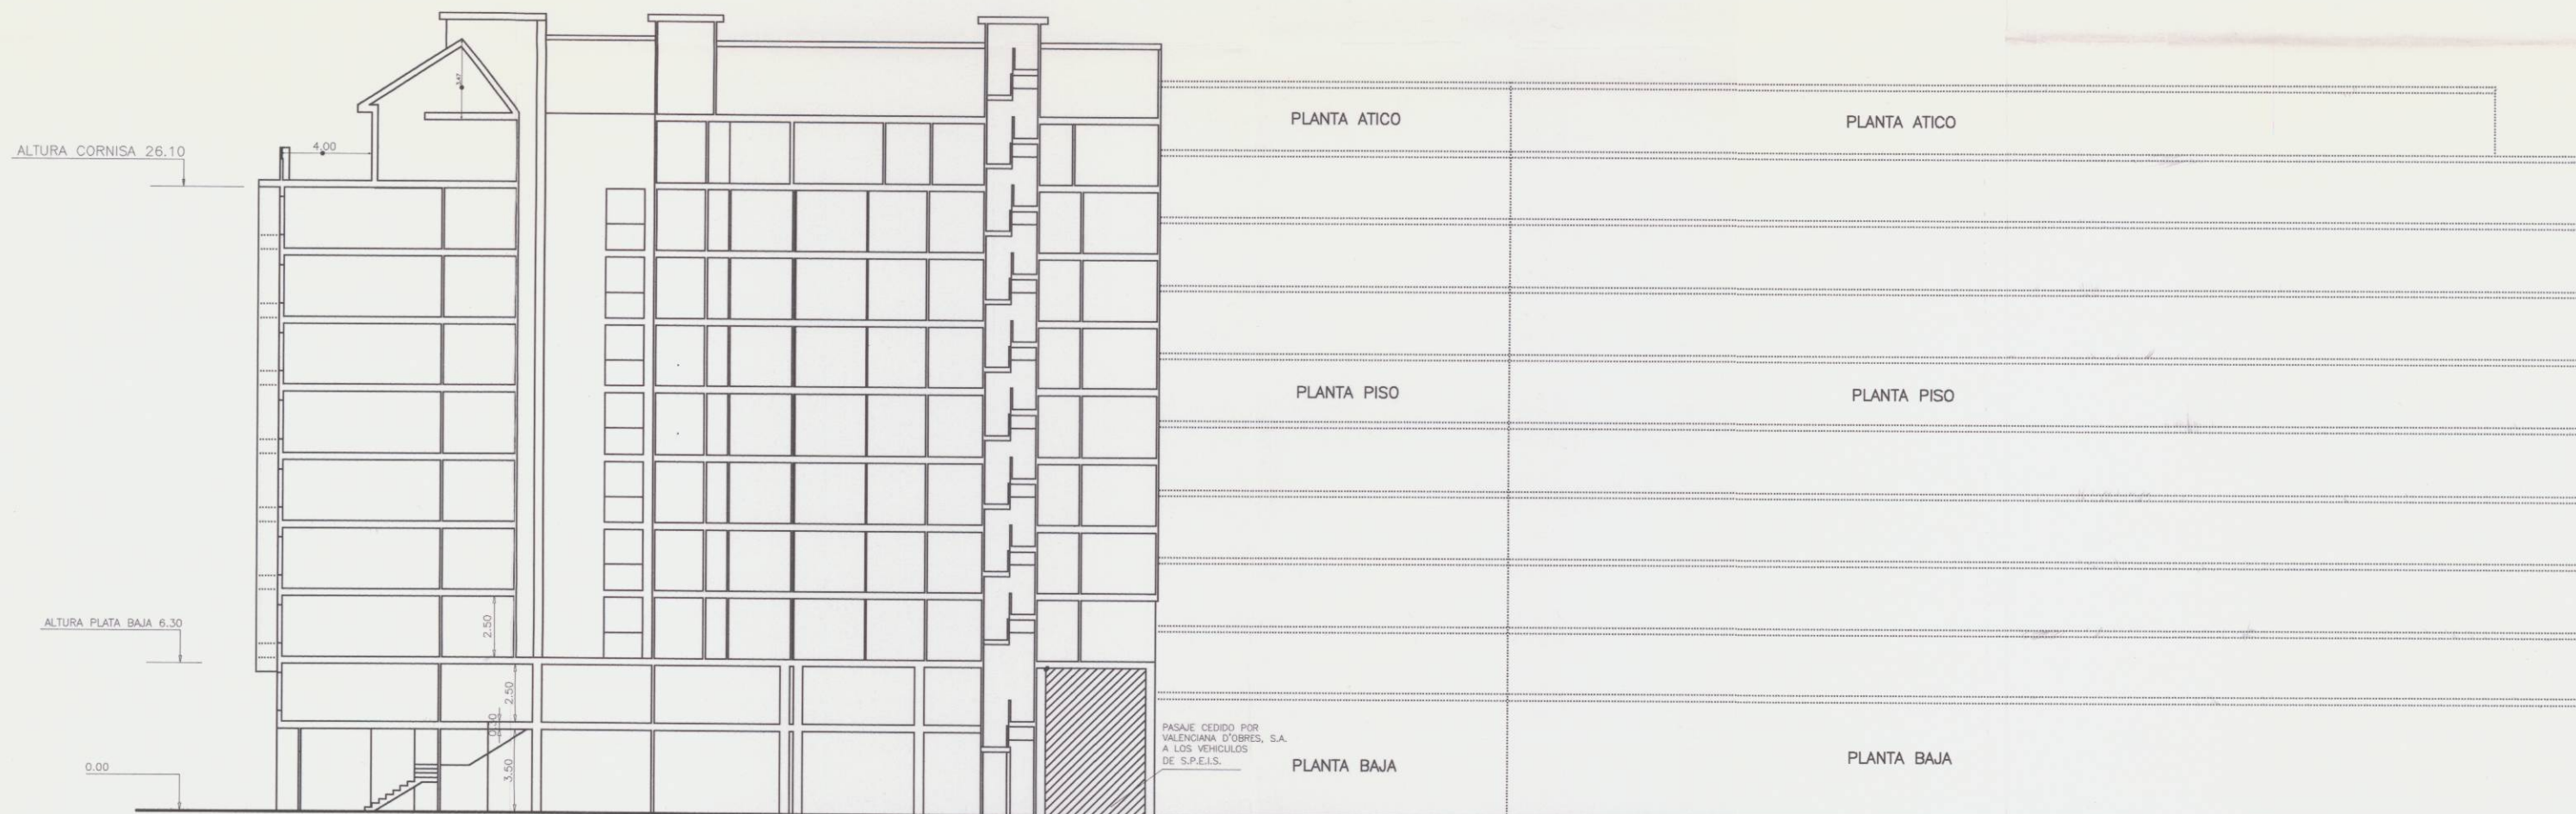 PLANTA ATICO
PLANTA ATICO
ALTURA CORNISA 26.10
4.00
PLANTA PISO
PLANTA PISO
ALTURA PLATA BAJA 6.30
2.50
2.50
0.30
3.50
0.00
PASAJE CEDIDO POR
VALENCIANA D'OBRES, S.A.
A LOS VEHICULOS
DE S.P.E.I.S.
PLANTA BAJA
PLANTA BAJA